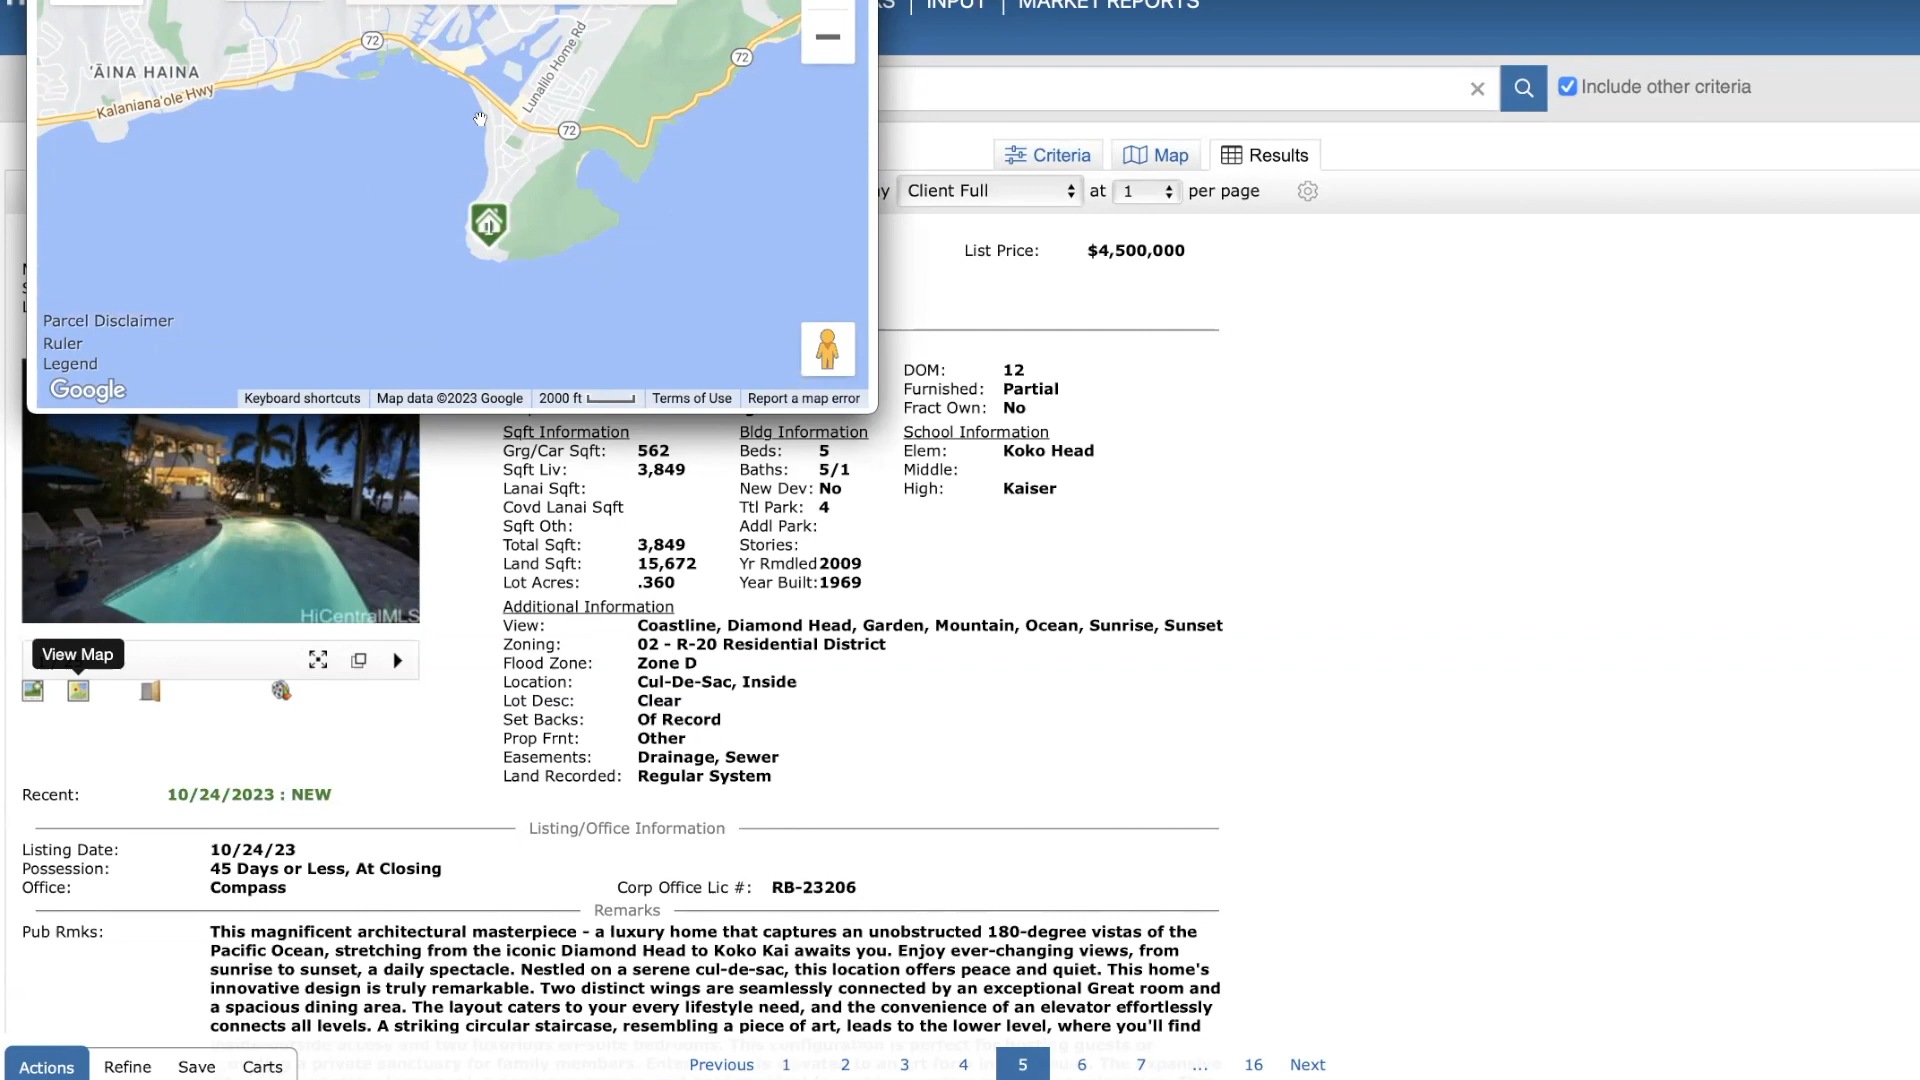 INPUT | MARKET REPORTS
72
Lunalilo Home Rd
72
'ĀINA HAINA
Kalaniana'ole Hwy
72
Include other criteria
Criteria
Map
Results
Client Full
at
1
per page
List Price: $4,500,000
Parcel Disclaimer
Ruler
Legend
Google
Keyboard shortcuts
Map data ©2023 Google
2000 ft
Terms of Use
Report a map error
DOM: 12
Furnished: Partial
Fract Own: No
Sqft Information
Grg/Car Sqft: 562
Sqft Liv: 3,849
Lanai Sqft:
Covd Lanai Sqft
Sqft Oth:
Total Sqft: 3,849
Land Sqft: 15,672
Lot Acres: .360
Bldg Information
Beds: 5
Baths: 5/1
New Dev: No
Ttl Park: 4
Addl Park:
Stories:
Yr Rmdled 2009
Year Built: 1969
School Information
Elem: Koko Head
Middle:
High: Kaiser
HiCentralMLS
View Map
Additional Information
View: Coastline, Diamond Head, Garden, Mountain, Ocean, Sunrise, Sunset
Zoning: 02 - R-20 Residential District
Flood Zone: Zone D
Location: Cul-De-Sac, Inside
Lot Desc: Clear
Set Backs: Of Record
Prop Frnt: Other
Easements: Drainage, Sewer
Land Recorded: Regular System
Recent: 10/24/2023 : NEW
Listing/Office Information
Listing Date: 10/24/23
Possession: 45 Days or Less, At Closing
Office: Compass
Corp Office Lic #: RB-23206
Remarks
Pub Rmks: This magnificent architectural masterpiece - a luxury home that captures an unobstructed 180-degree vistas of the
Pacific Ocean, stretching from the iconic Diamond Head to Koko Kai awaits you. Enjoy ever-changing views, from
sunrise to sunset, a daily spectacle. Nestled on a serene cul-de-sac, this location offers peace and quiet. This home's
innovative design is truly remarkable. Two distinct wings are seamlessly connected by an exceptional Great room and
a spacious dining area. The layout caters to your every lifestyle need, and the convenience of an elevator effortlessly
connects all levels. A striking circular staircase, resembling a piece of art, leads to the lower level, where you'll find
Actions Refine Save Carts
Previous 1 2 3 4 5 6 7 ... 16 Next